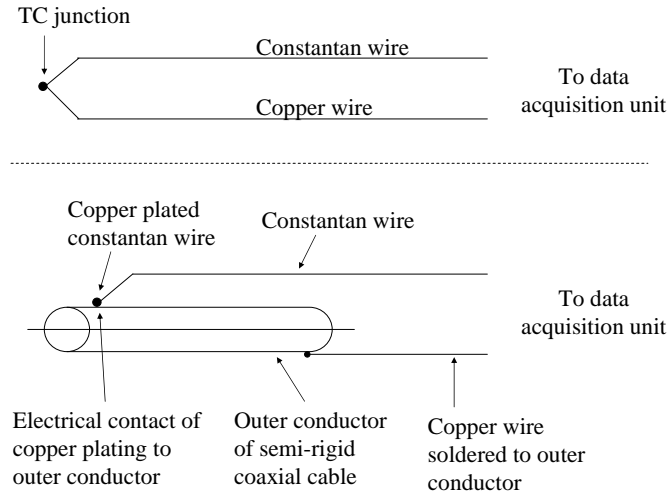 TC junction
Constantan wire
To data
acquisition unit
Copper wire
Copper plated
constantan wire
Constantan wire
To data
acquisition unit
Electrical contact of
copper plating to
outer conductor
Outer conductor
of semi-rigid
coaxial cable
Copper wire
soldered to outer
conductor